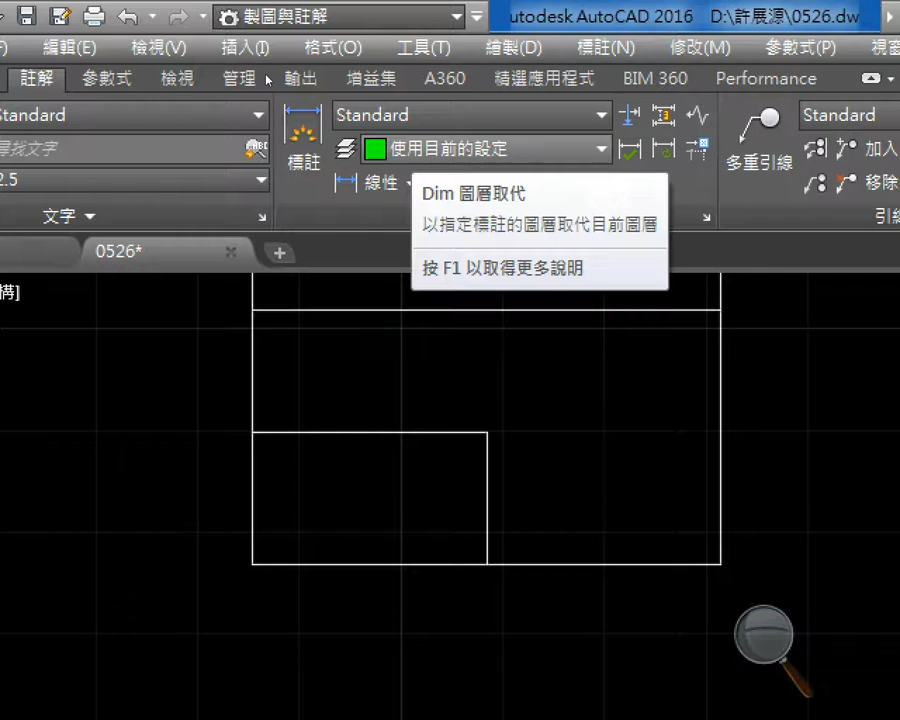 製圖與註解 utodesk AutoCAD 2016 D:\許展源\0526.dw
F) 編輯(E) 檢視(V) 插入(I) 格式(O) 工具(T) 繪製(D) 標註(N) 修改(M) 參數式(P) 視窗
註解 參數式 檢視 管理 輸出 增益集 A360 精選應用程式 BIM 360 Performance
Standard Standard Standard
尋找文字 ABC 標註 使用目前的設定 多重引線 加入
2.5 線性 移除
文字 引線
Dim 圖層取代
以指定標註的圖層取代目前圖層
按 F1 以取得更多說明
0526*
構]